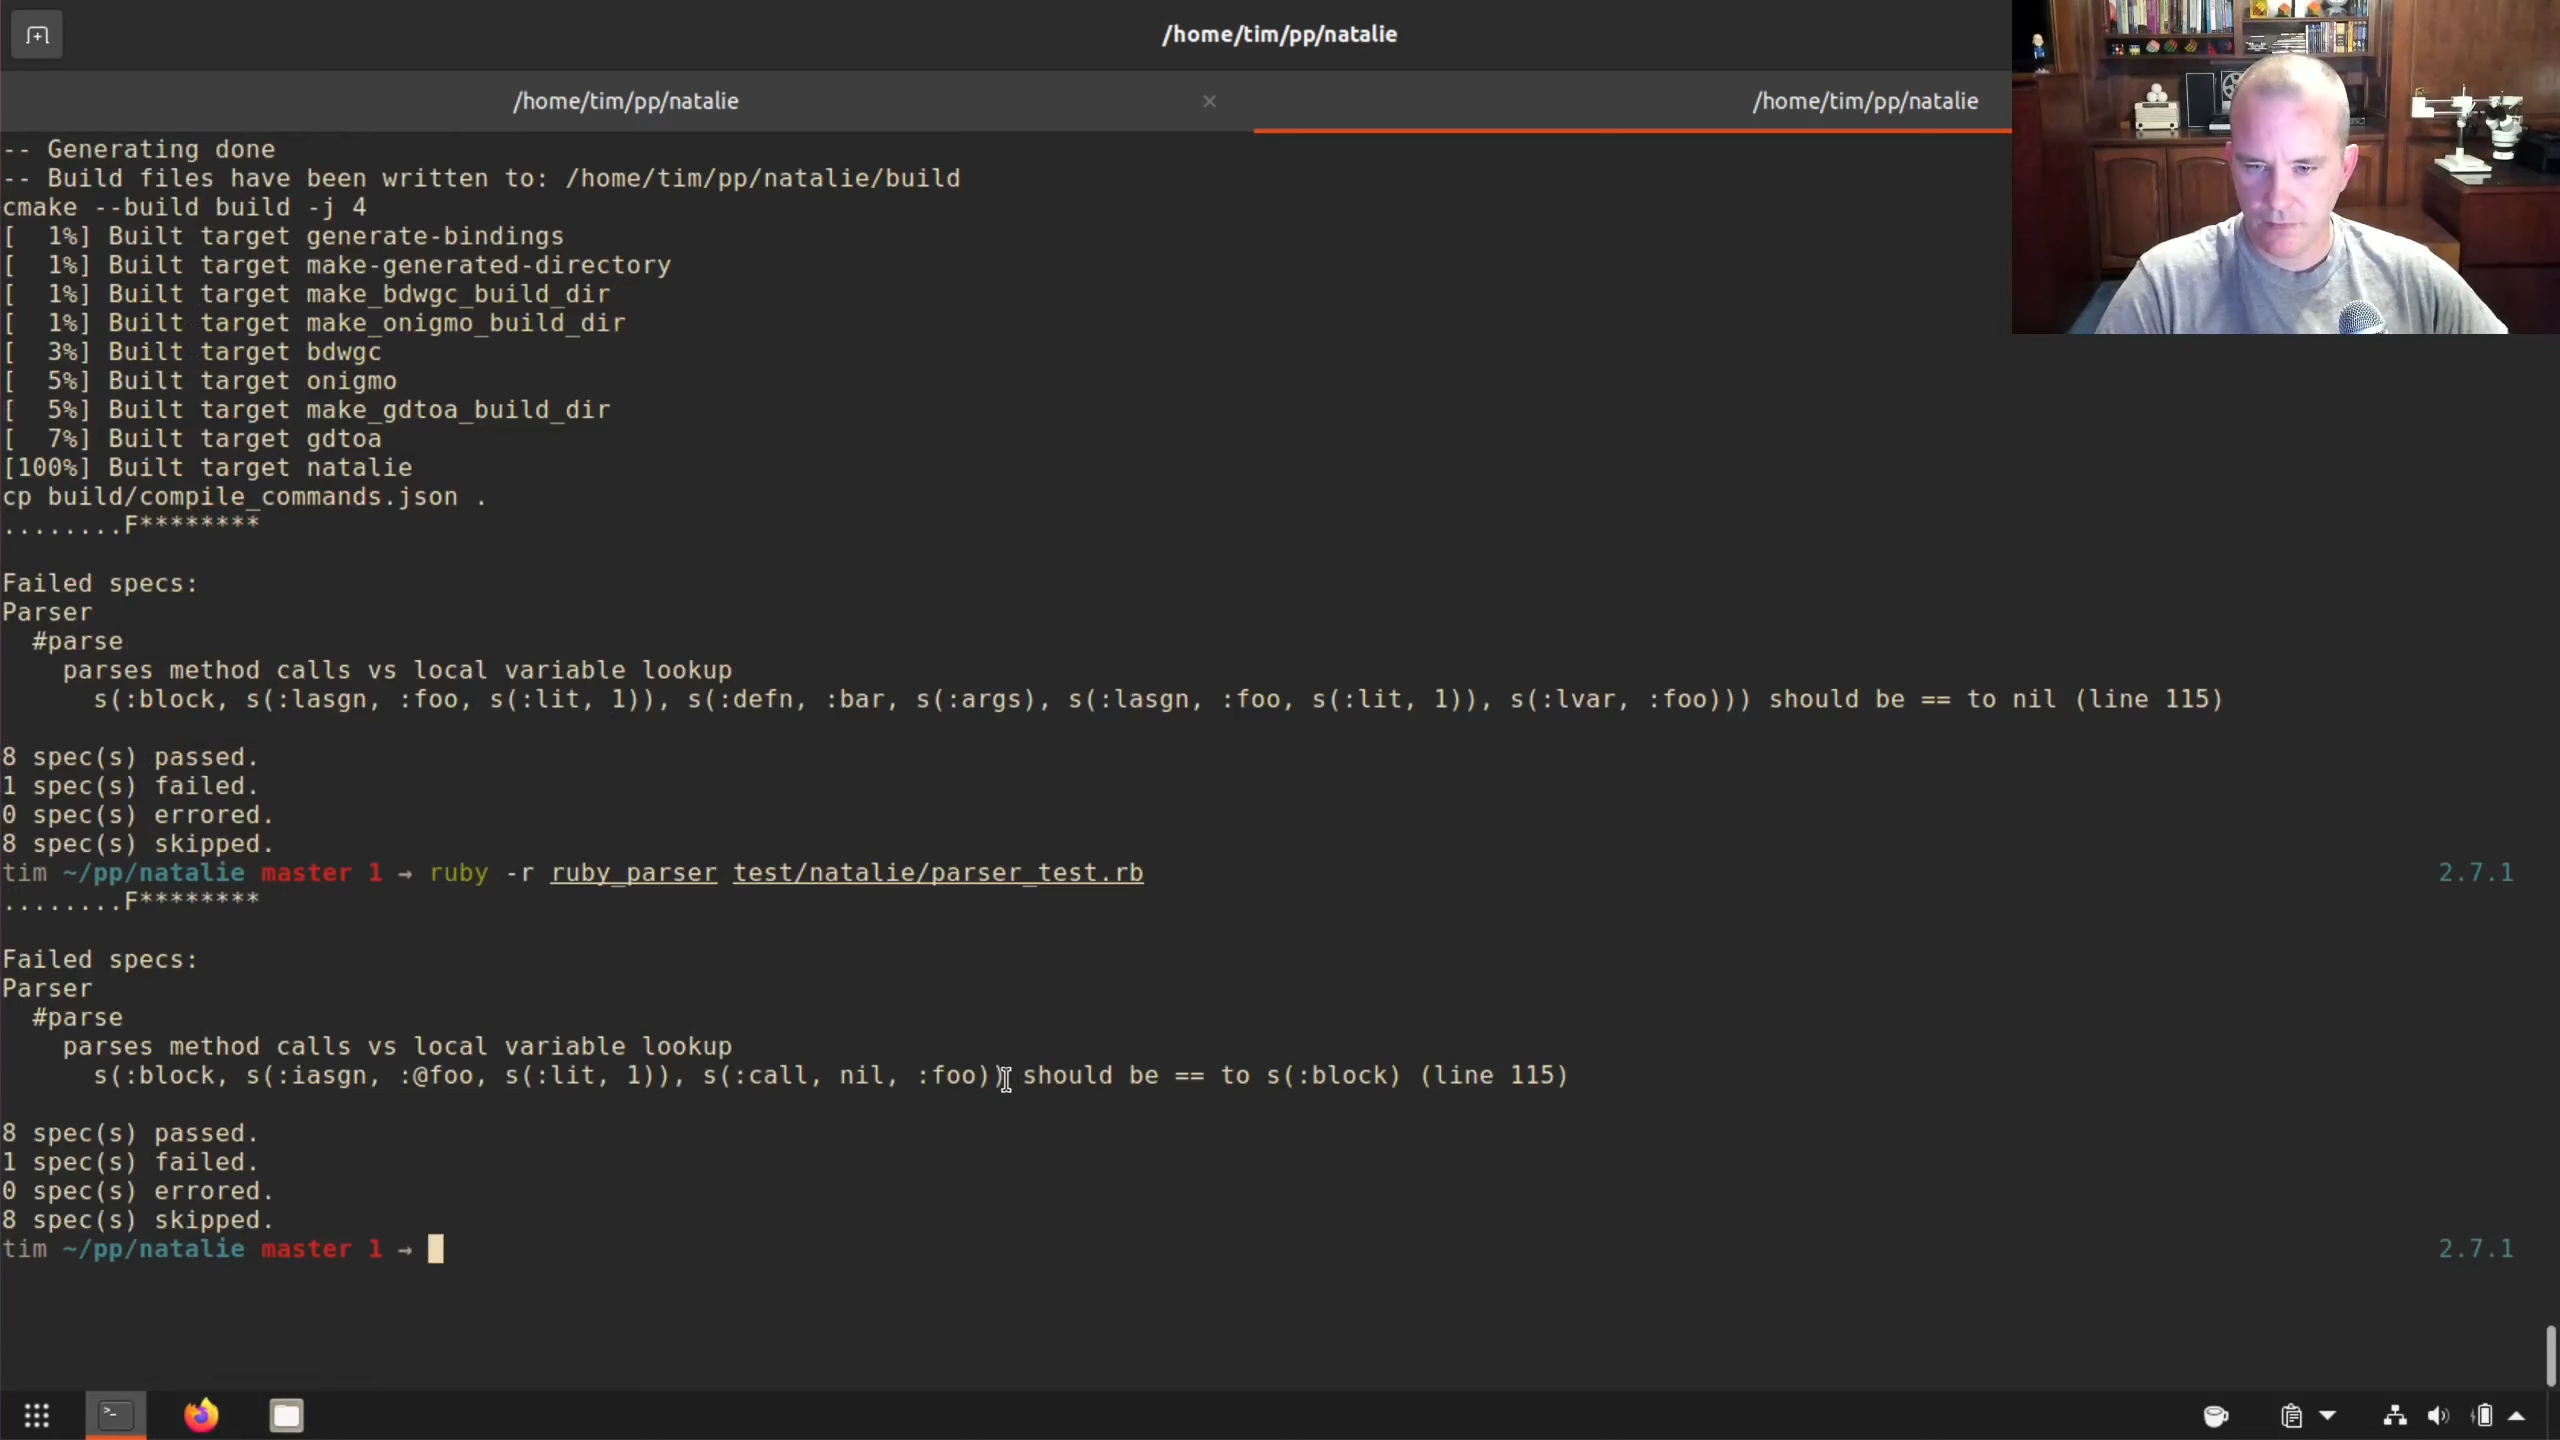 /home/tim/pp/natalie
/home/tim/pp/natalie
/home/tim/pp/natalie
-- Generating done
-- Build files have been written to: /home/tim/pp/natalie/build
cmake --build build -j 4
[  1%] Built target generate-bindings
[  1%] Built target make-generated-directory
[  1%] Built target make_bdwgc_build_dir
[  1%] Built target make_onigmo_build_dir
[  3%] Built target bdwgc
[  5%] Built target onigmo
[  5%] Built target make_gdtoa_build_dir
[  7%] Built target gdtoa
[100%] Built target natalie
cp build/compile_commands.json .
........F********
Failed specs:
Parser
#parse
parses method calls vs local variable lookup
s(:block, s(:lasgn, :foo, s(:lit, 1)), s(:defn, :bar, s(:args), s(:lasgn, :foo, s(:lit, 1)), s(:lvar, :foo))) should be == to nil (line 115)
8 spec(s) passed.
1 spec(s) failed.
0 spec(s) errored.
8 spec(s) skipped.
tim ~/pp/natalie master 1 → ruby -r ruby_parser test/natalie/parser_test.rb 2.7.1
........F********
Failed specs:
Parser
#parse
parses method calls vs local variable lookup
s(:block, s(:iasgn, :@foo, s(:lit, 1)), s(:call, nil, :foo)) should be == to s(:block) (line 115)
8 spec(s) passed.
1 spec(s) failed.
0 spec(s) errored.
8 spec(s) skipped.
tim ~/pp/natalie master 1 → 2.7.1